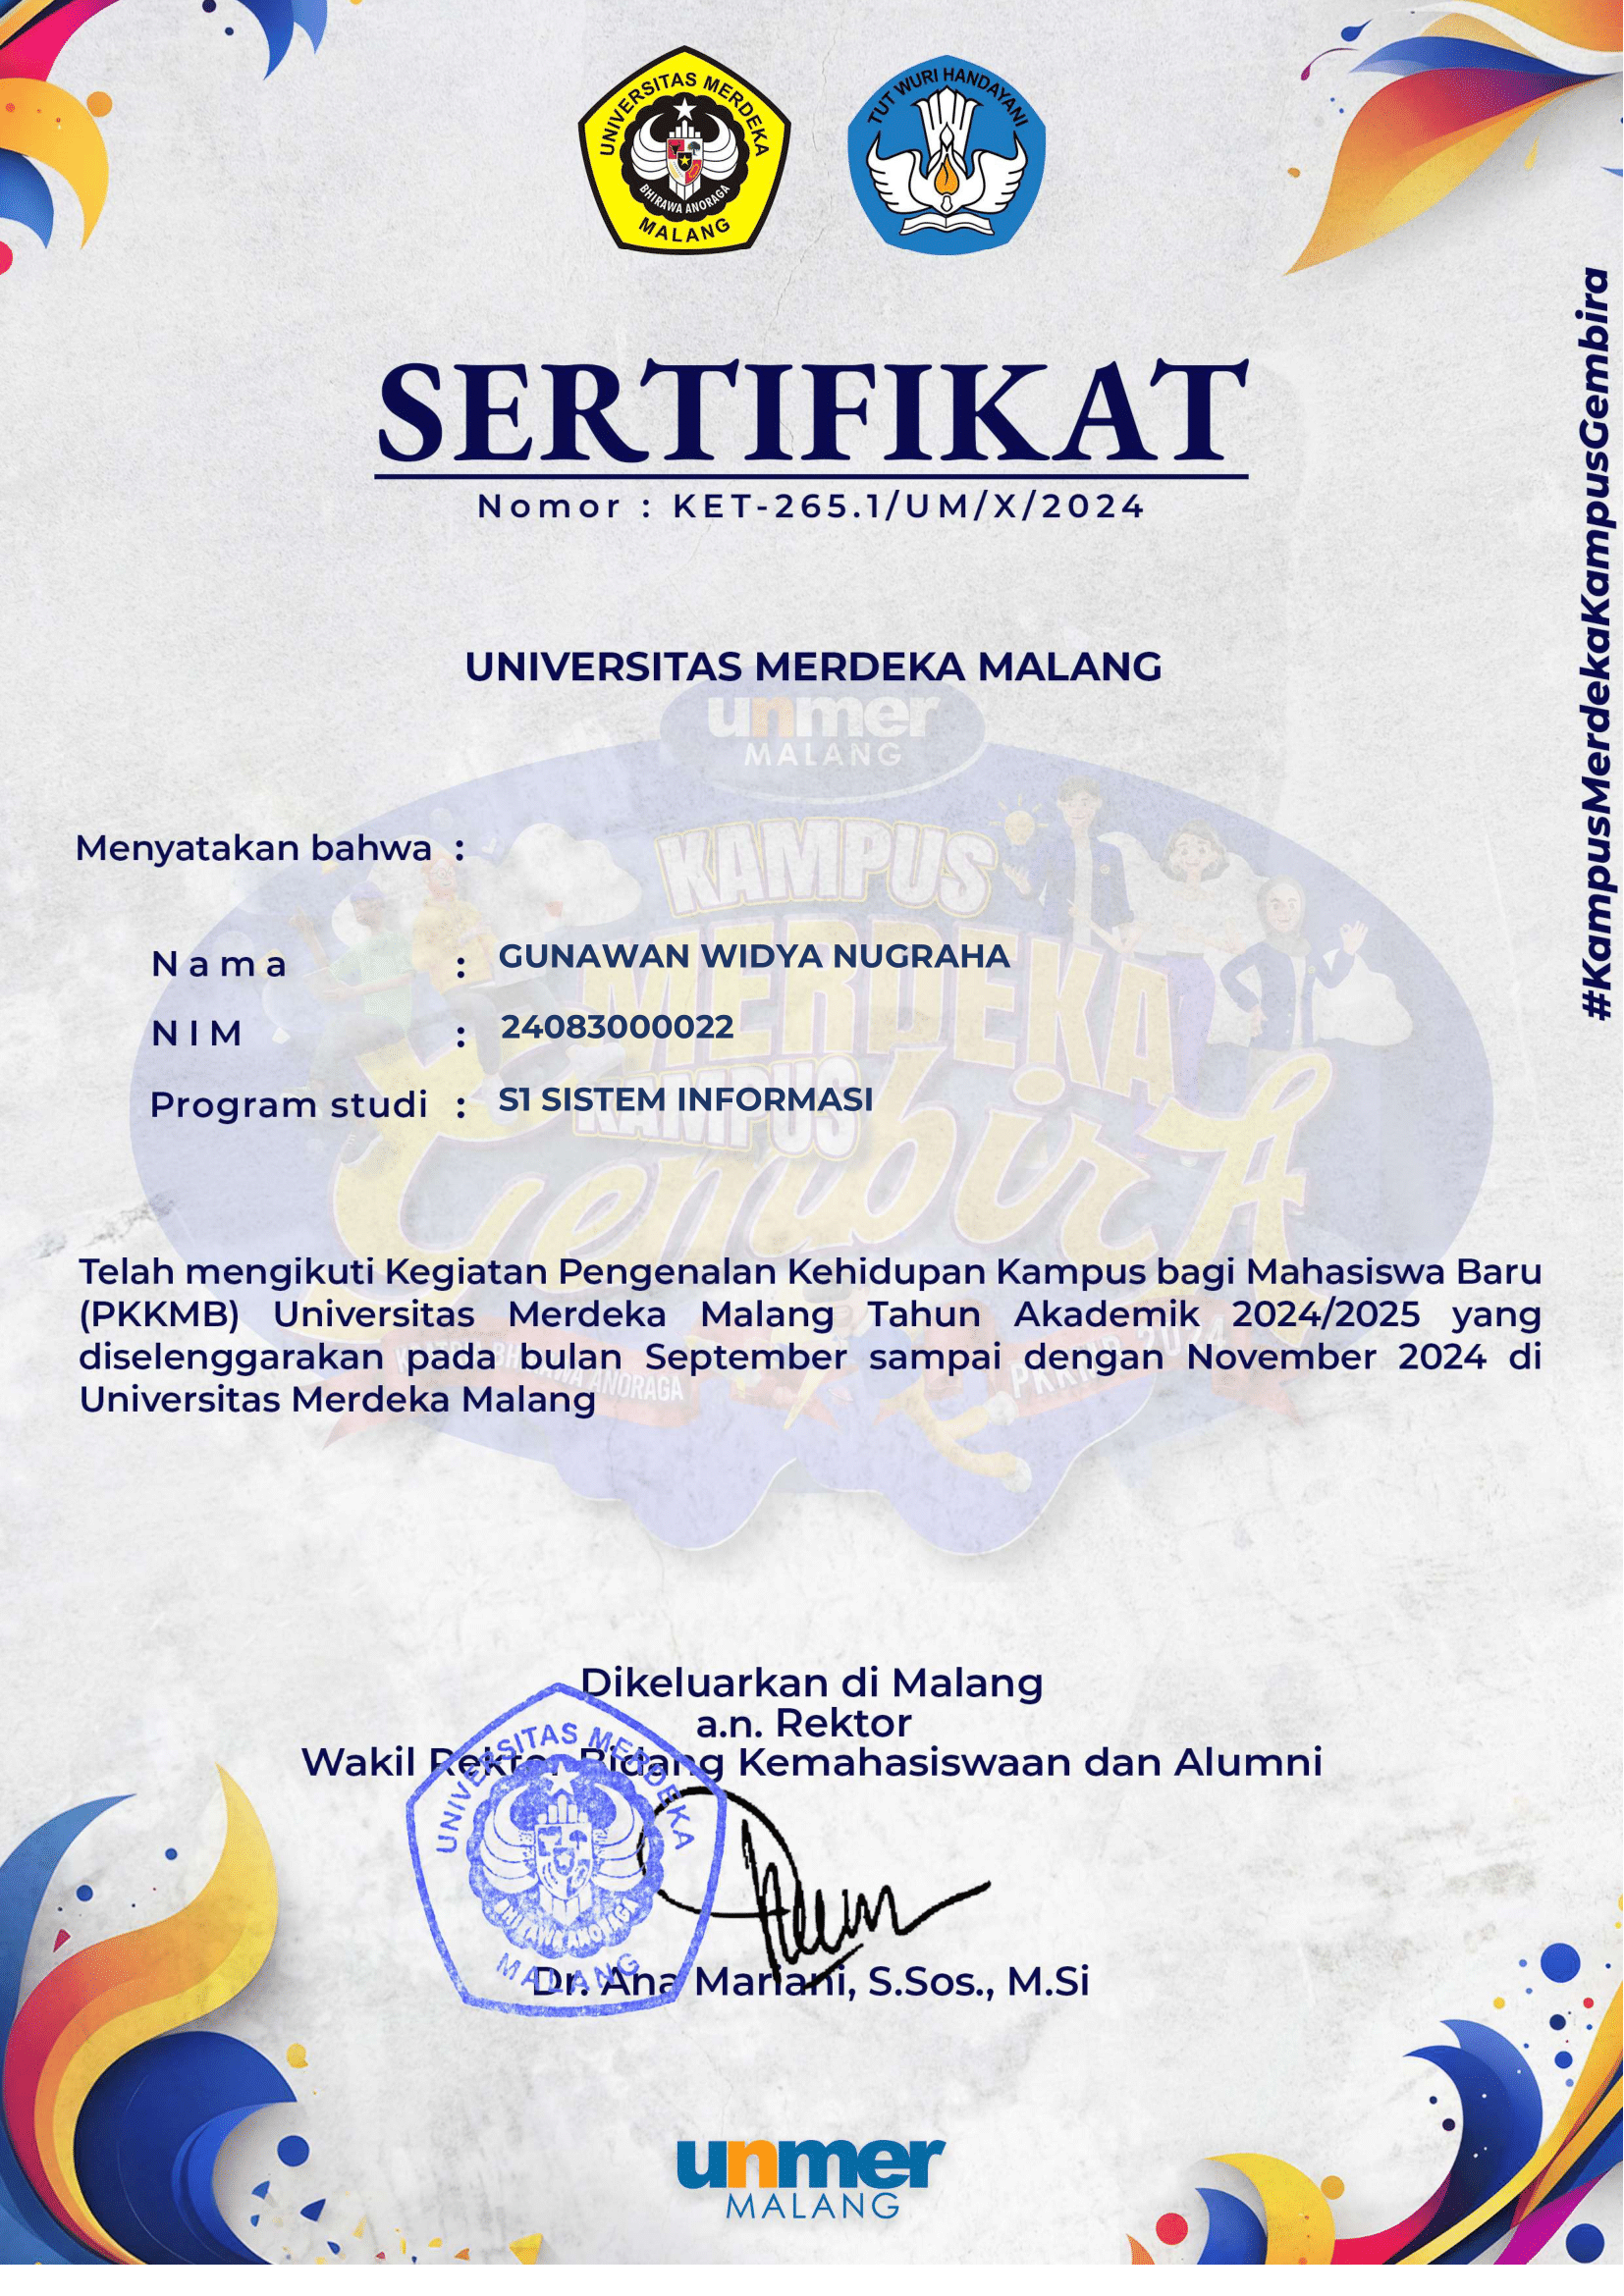 UNIVERSITAS MERDEKA
BHIRAWA ANORAGA
MALANG
TUT WURI HANDAYANI
SERTIFIKAT
Nomor : KET-265.1/UM/X/2024
#KampusMerdekaKampusGembira
UNIVERSITAS MERDEKA MALANG
unmer
MALANG
Menyatakan bahwa :
KAMPUS
MERDEKA
KAMPUS
GembirA
Nama : GUNAWAN WIDYA NUGRAHA
NIM : 24083000022
Program studi : S1 SISTEM INFORMASI
Telah mengikuti Kegiatan Pengenalan Kehidupan Kampus bagi Mahasiswa Baru
(PKKMB) Universitas Merdeka Malang Tahun Akademik 2024/2025 yang
diselenggarakan pada bulan September sampai dengan November 2024 di
Universitas Merdeka Malang
BHIRAWA ANORAGA
PKKMB 2024
Dikeluarkan di Malang
a.n. Rektor
Wakil Rektor Bidang Kemahasiswaan dan Alumni
UNIVERSITAS MERDEKA
BHIRAWA ANORAGA
MALANG
Dr. Ana Mariani, S.Sos., M.Si
unmer
MALANG